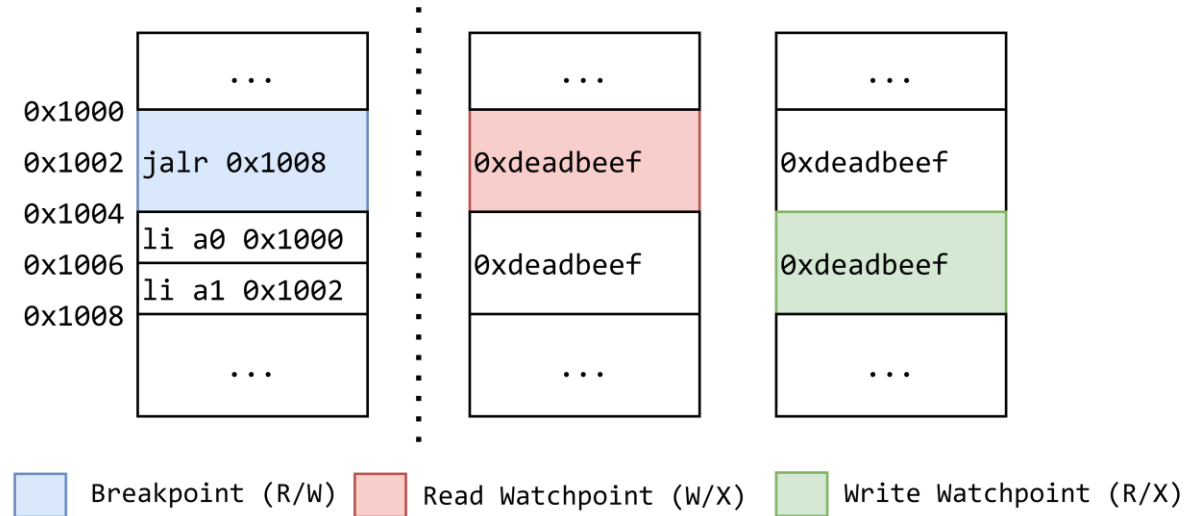 ... ... ...
0x1000
0x1002 jalr 0x1008 0xdeadbeef 0xdeadbeef
0x1004
li a0 0x1000
0x1006 0xdeadbeef 0xdeadbeef
li a1 0x1002
0x1008
... ... ...
Breakpoint (R/W) Read Watchpoint (W/X) Write Watchpoint (R/X)